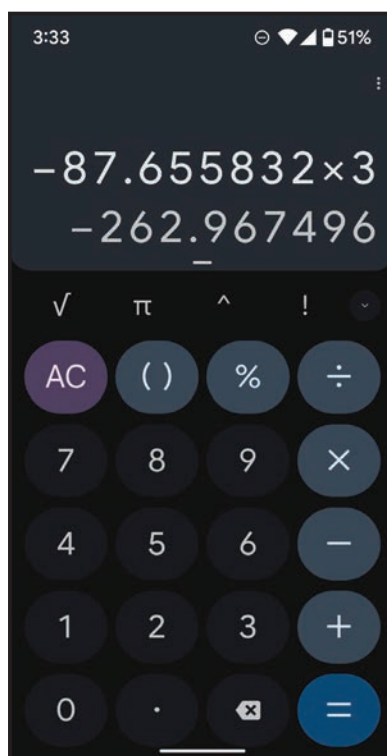 3:33 51%
−87.655832×3
−262.967496
√ π ^ !
AC ( ) % ÷
7 8 9 ×
4 5 6 −
1 2 3 +
0 . =